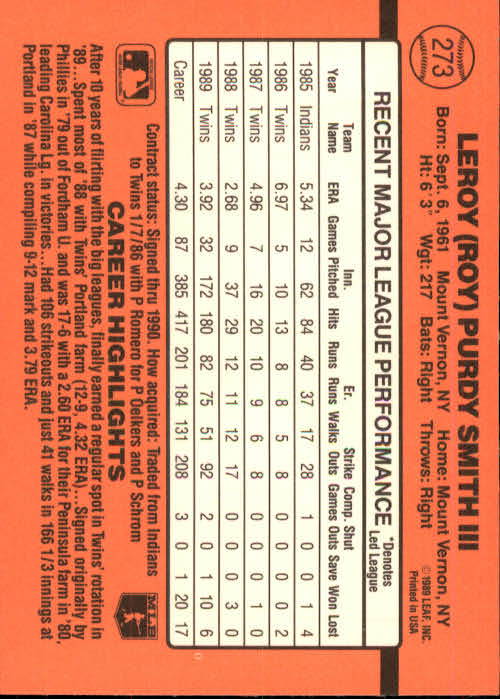 273
LEROY (ROY) PURDY SMITH III
Born: Sept. 6, 1961 Mount Vernon, NY Home: Mount Vernon, NY
Ht: 6' 3" Wgt: 217 Bats: Right Throws: Right
© 1989 LEAF, INC.
Printed in USA
RECENT MAJOR LEAGUE PERFORMANCE *Denotes Led League
Team Inn. Er. Strike Comp. Shut
Year Name ERA Games Pitched Hits Runs Runs Walks Outs Games Outs Save Won Lost
1985 Indians 5.34 12 62 84 40 37 17 28 1 0 0 1 4
1986 Twins 6.97 5 10 13 8 8 5 8 0 0 0 0 2
1987 Twins 4.96 7 16 20 10 9 6 8 0 0 0 1 0
1988 Twins 2.68 9 37 29 12 11 12 17 0 0 0 3 0
1989 Twins 3.92 32 172 180 82 75 51 92 2 0 1 10 6
Career 4.30 87 385 417 201 184 131 208 3 0 1 20 17
Contract status: Signed thru 1990. How acquired: Traded from Indians
to Twins 1/7/86 with P Romero for P Oelkers and P Schrom
CAREER HIGHLIGHTS
MLB
After 10 years of flirting with the big leagues, finally earned a regular spot in Twins' rotation in
'89...Spent most of '88 with Twins' Portland farm (12-9, 4.32 ERA)...Signed originally by
Phillies in '79 out of Fordham U. and was 17-6 with a 2.60 ERA for their Peninsula farm in '80,
leading Carolina Lg. in victories...Had 106 strikeouts and just 41 walks in 166 1/3 innings at
Portland in '87 while compiling 9-12 mark and 3.79 ERA.